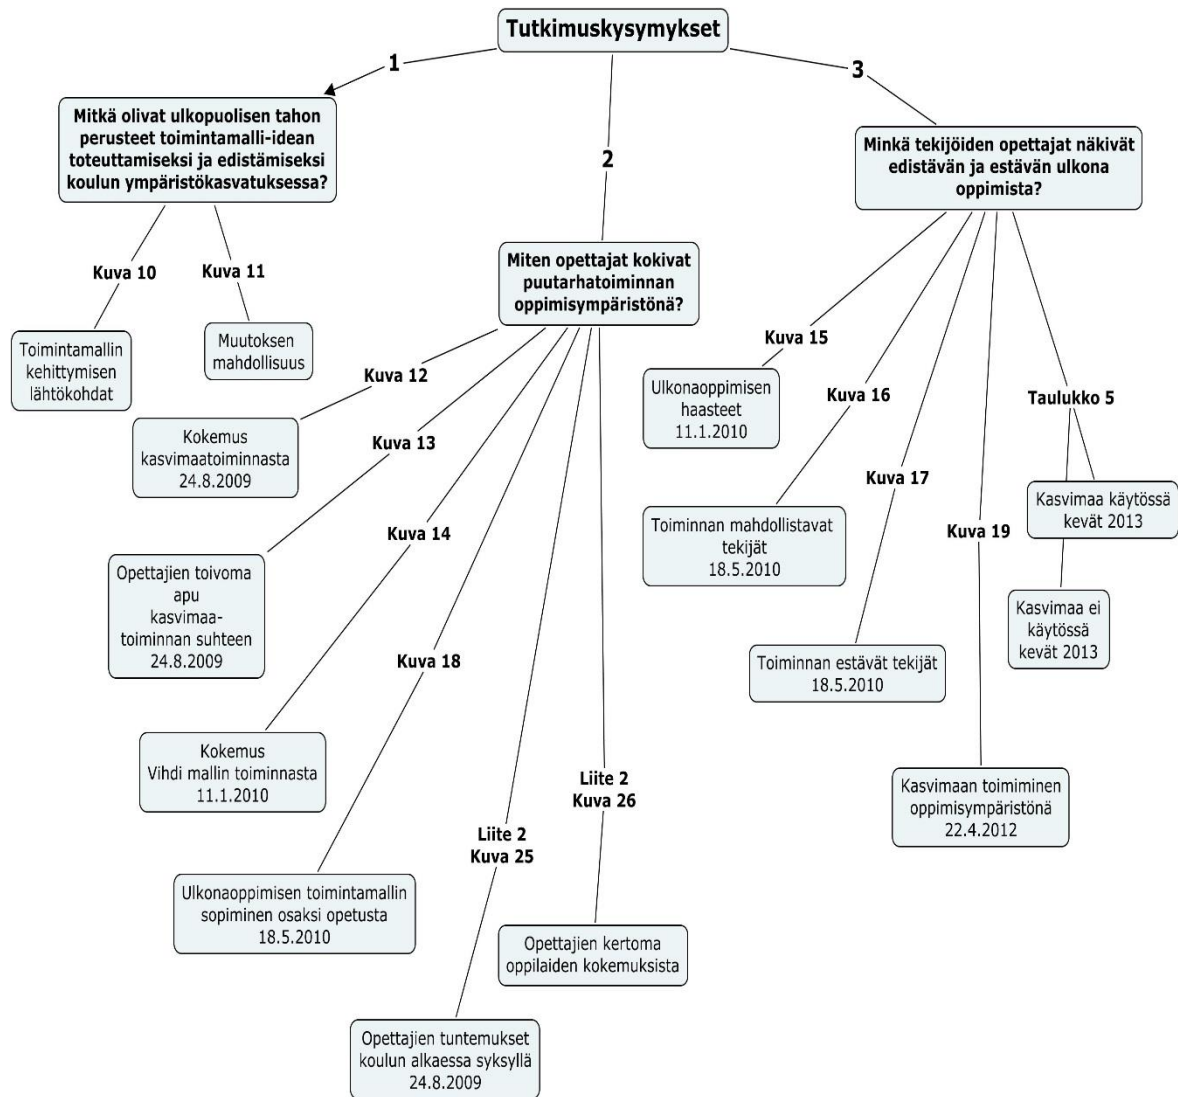 Tutkimuskysymykset
1
2
3
Mitkä olivat ulkopuolisen tahon
perusteet toimintamalli-idean
toteuttamiseksi ja edistämiseksi
koulun ympäristökasvatuksessa?
Kuva 10
Kuva 11
Toimintamallin
kehittymisen
lähtökohdat
Muutoksen
mahdollisuus
Miten opettajat kokivat
puutarhatoiminnan
oppimisympäristönä?
Kuva 12
Kokemus
kasvimaatoiminnasta
24.8.2009
Kuva 13
Opettajien toivoma
apu
kasvimaa-
toiminnan suhteen
24.8.2009
Kuva 14
Kokemus
Vihdi mallin toiminnasta
11.1.2010
Kuva 18
Ulkonaoppimisen toimintamallin
sopiminen osaksi opetusta
18.5.2010
Liite 2
Kuva 25
Opettajien tuntemukset
koulun alkaessa syksyllä
24.8.2009
Liite 2
Kuva 26
Opettajien kertoma
oppilaiden kokemuksista
Minkä tekijöiden opettajat näkivät
edistävän ja estävän ulkona
oppimista?
Kuva 15
Ulkonaoppimisen
haasteet
11.1.2010
Kuva 16
Toiminnan mahdollistavat
tekijät
18.5.2010
Kuva 17
Toiminnan estävät tekijät
18.5.2010
Kuva 19
Kasvimaan toimiminen
oppimisympäristönä
22.4.2012
Taulukko 5
Kasvimaa käytössä
kevät 2013
Kasvimaa ei
käytössä
kevät 2013